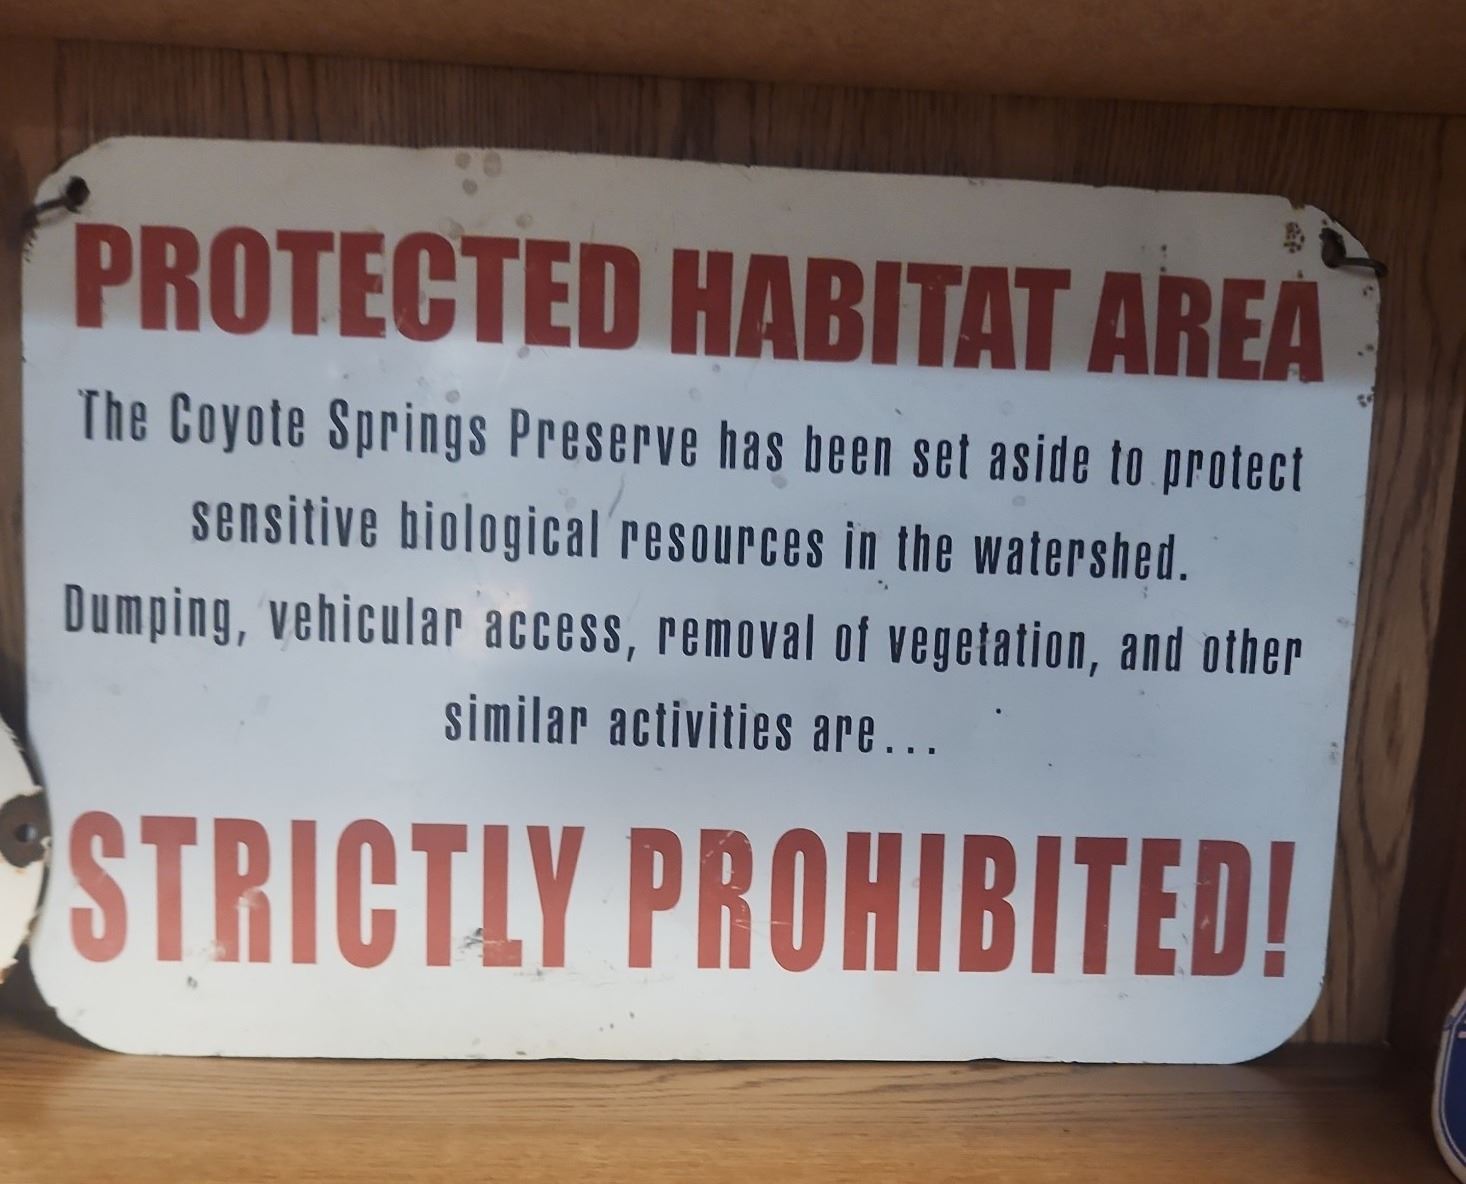 PROTECTED HABITAT AREA
The Coyote Springs Preserve has been set aside to protect
sensitive biological resources in the watershed.
Dumping, vehicular access, removal of vegetation, and other
similar activities are...
STRICTLY PROHIBITED!